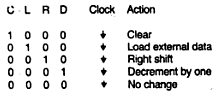 C L R D Clock Action
1 0 0 0 ↓ Clear
0 1 0 0 ↓ Load external data
0 0 1 0 ↓ Right shift
0 0 0 1 ↓ Decrement by one
0 0 0 0 ↓ No change